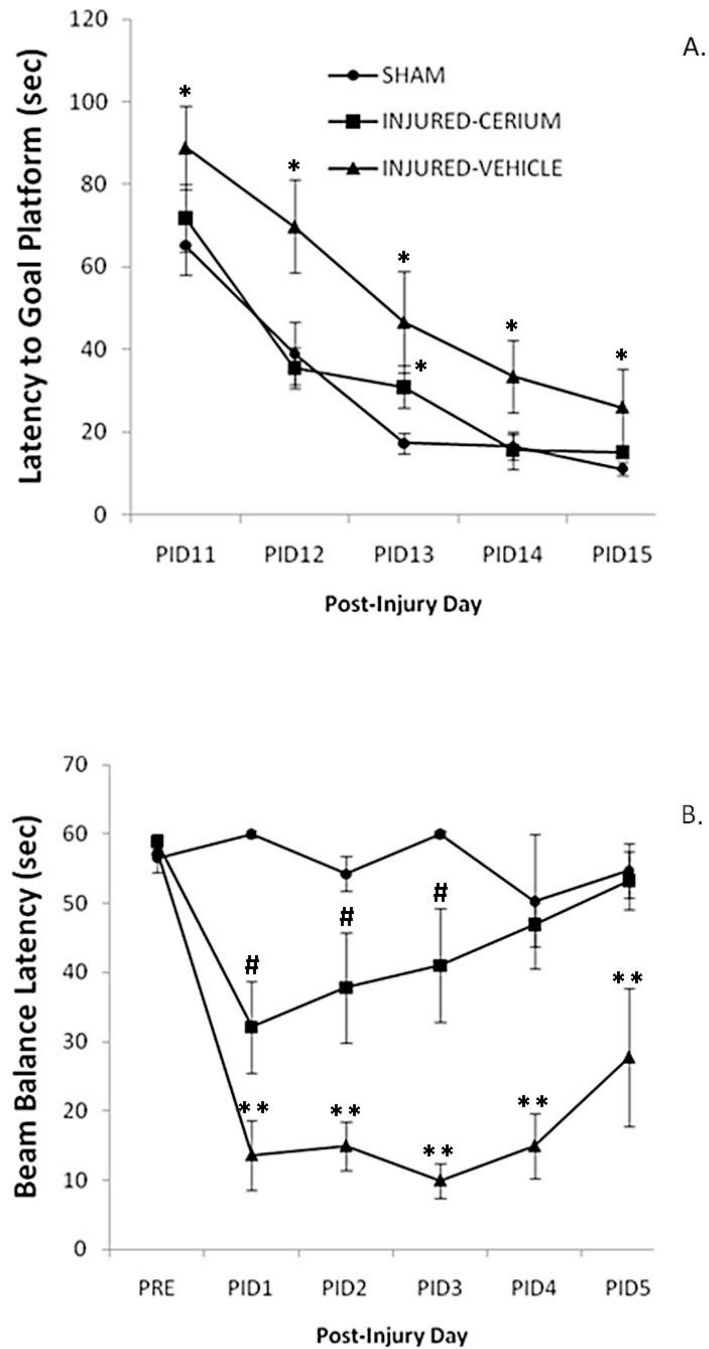 120
A.
SHAM
100
INJURED-CERIUM
INJURED-VEHICLE
80
60
40
20
0
Latency to Goal Platform (sec)
*
*
*
*
*
*
PID11 PID12 PID13 PID14 PID15
Post-Injury Day
70
B.
60
50
40
30
20
10
0
Beam Balance Latency (sec)
#
#
#
**
**
**
**
**
PRE PID1 PID2 PID3 PID4 PID5
Post-Injury Day